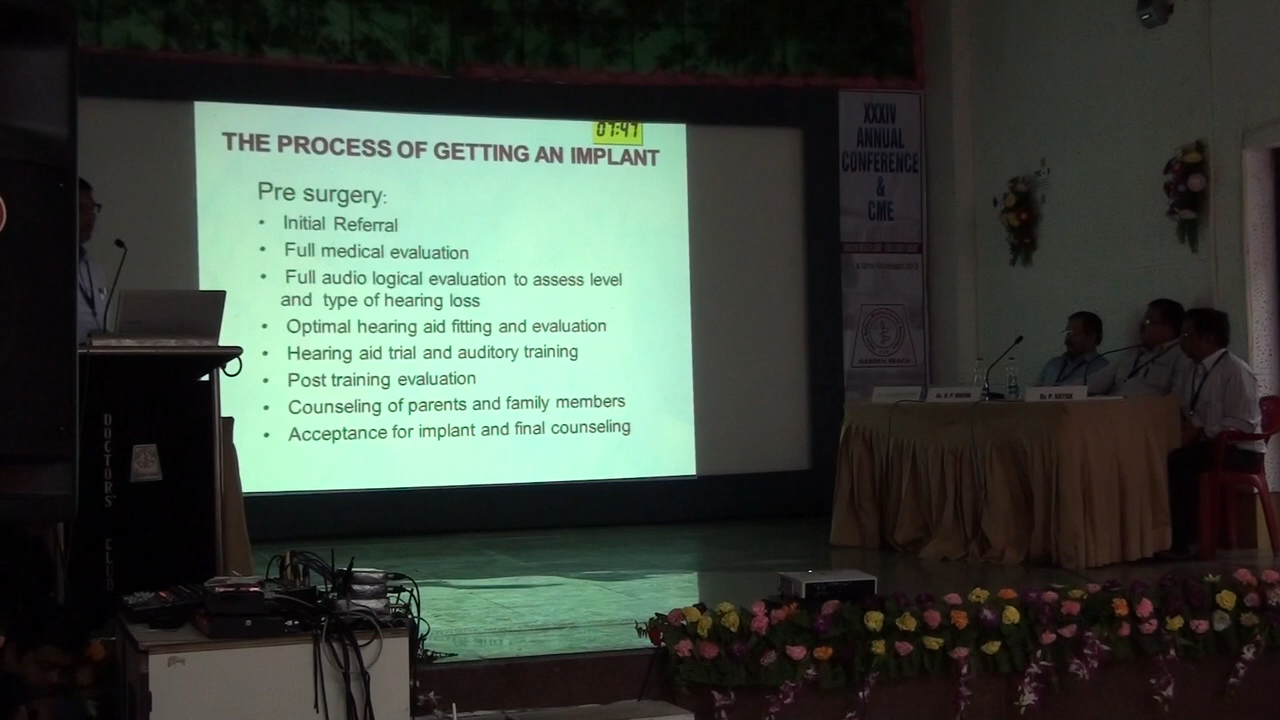 07:47
THE PROCESS OF GETTING AN IMPLANT
Pre surgery:
• Initial Referral
• Full medical evaluation
• Full audio logical evaluation to assess level
and type of hearing loss
• Optimal hearing aid fitting and evaluation
• Hearing aid trial and auditory training
• Post training evaluation
• Counseling of parents and family members
• Acceptance for implant and final counseling
XXXIV
ANNUAL
CONFERENCE
&
CME
GARDEN REACH
DOCTORS' CLUB